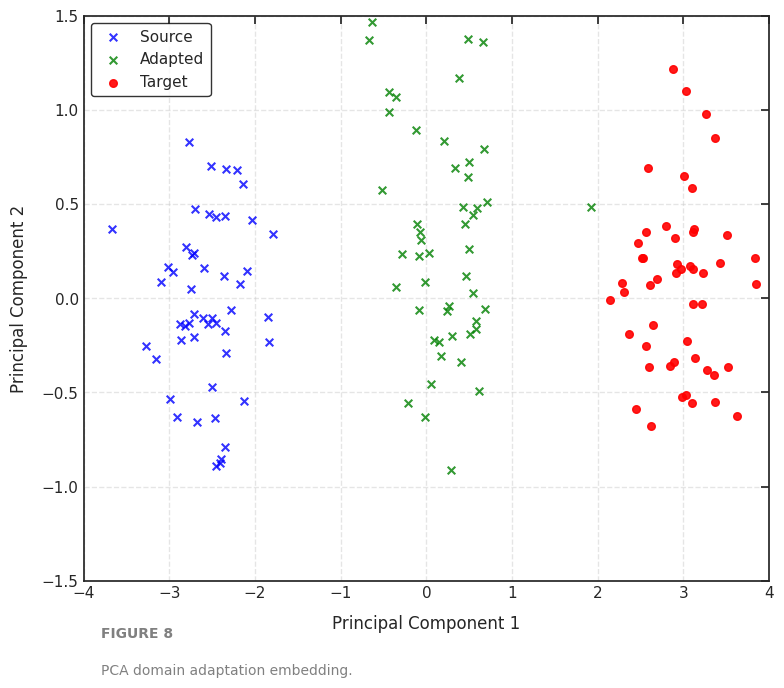 Source
Adapted
Target
1.5
1.0
0.5
0.0
−0.5
−1.0
−1.5
Principal Component 2
−4 −3 −2 −1 0 1 2 3 4
Principal Component 1
FIGURE 8
PCA domain adaptation embedding.